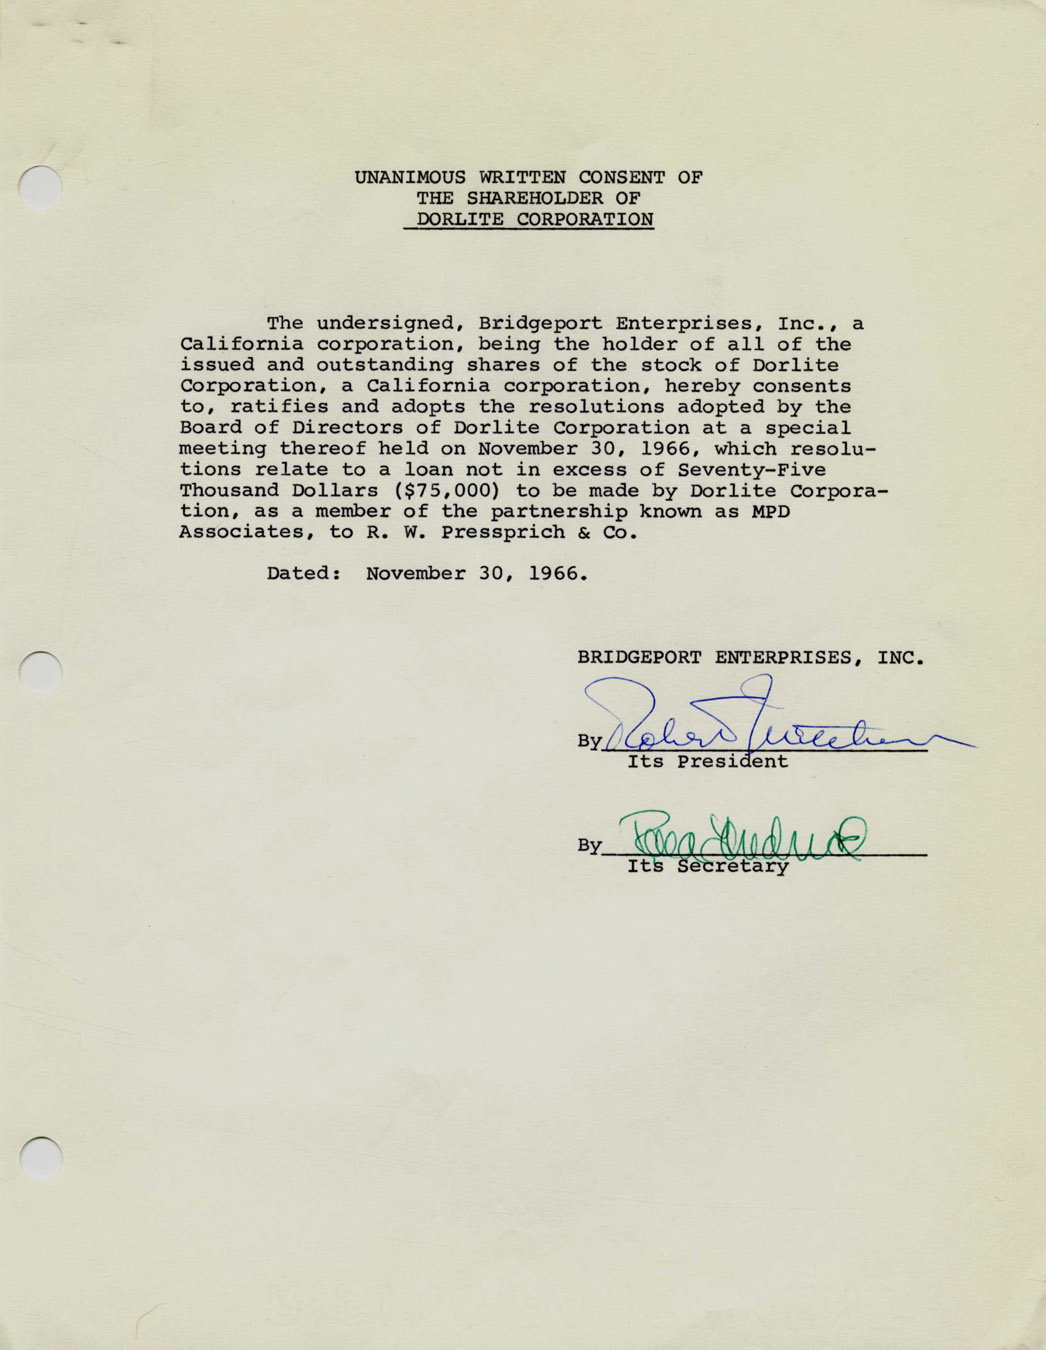 UNANIMOUS WRITTEN CONSENT OF
THE SHAREHOLDER OF
DORLITE CORPORATION
The undersigned, Bridgeport Enterprises, Inc., a
California corporation, being the holder of all of the
issued and outstanding shares of the stock of Dorlite
Corporation, a California corporation, hereby consents
to, ratifies and adopts the resolutions adopted by the
Board of Directors of Dorlite Corporation at a special
meeting thereof held on November 30, 1966, which resolu-
tions relate to a loan not in excess of Seventy-Five
Thousand Dollars ($75,000) to be made by Dorlite Corpora-
tion, as a member of the partnership known as MPD
Associates, to R. W. Pressprich & Co.
Dated: November 30, 1966.
BRIDGEPORT ENTERPRISES, INC.
By Robert Mitchum
Its President
By
Its Secretary